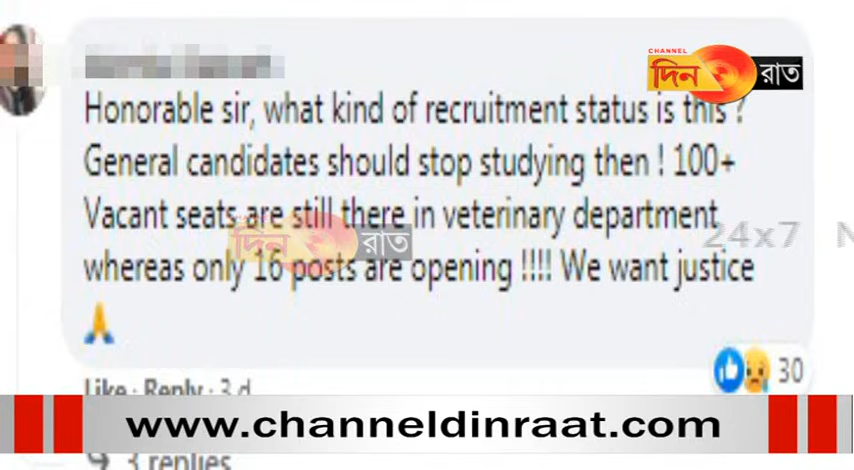 CHANNEL
দিন রাত
Honorable sir, what kind of recruitment status is this ?
General candidates should stop studying then ! 100+
Vacant seats are still there in veterinary department
দিন রাত
24x7 N
whereas only 16 posts are opening !!!! We want justice
🙏
30
Like · Reply · 3 d
www.channeldinraat.com
3 replies